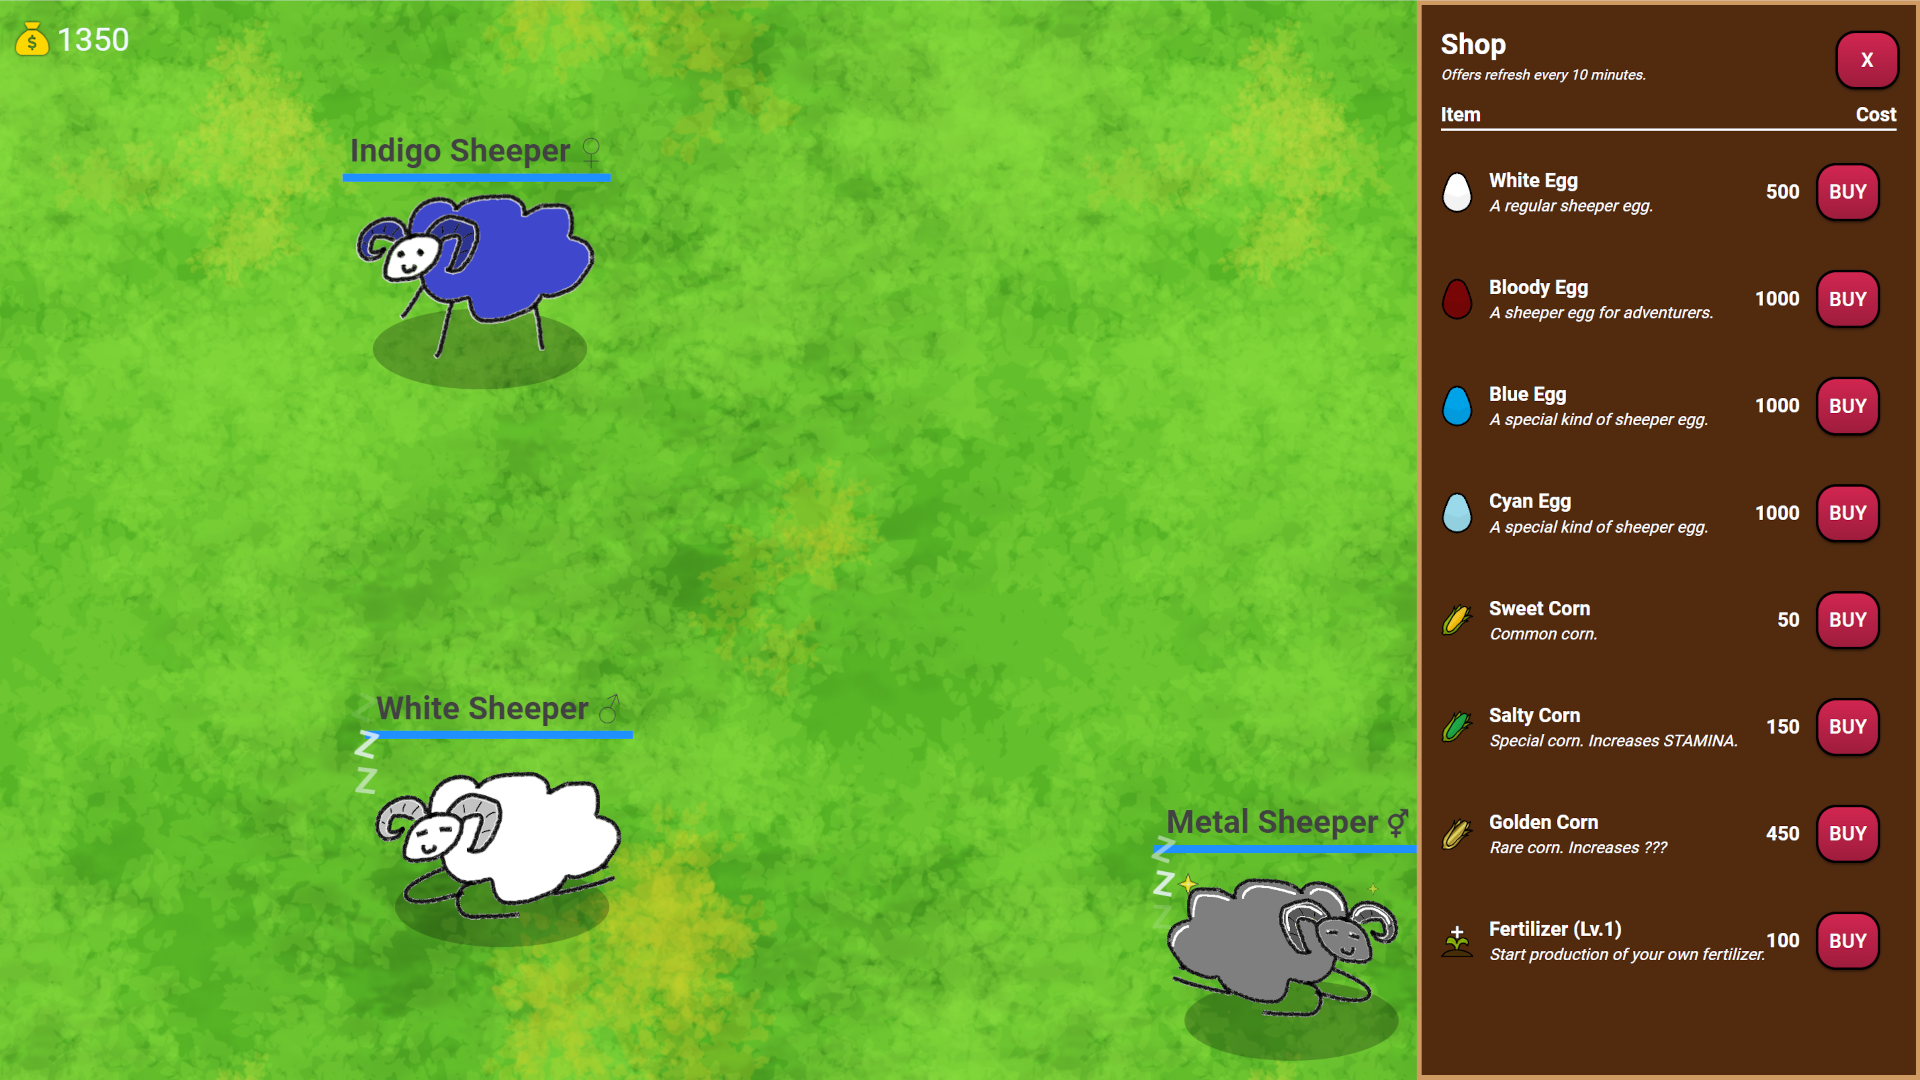 1350
Indigo Sheeper ♀
White Sheeper ♂
Z
Z
Metal Sheeper ⚥
Z
Z
Shop
X
Offers refresh every 10 minutes.
Item Cost
White Egg
A regular sheeper egg.
500 BUY
Bloody Egg
A sheeper egg for adventurers.
1000 BUY
Blue Egg
A special kind of sheeper egg.
1000 BUY
Cyan Egg
A special kind of sheeper egg.
1000 BUY
Sweet Corn
Common corn.
50 BUY
Salty Corn
Special corn. Increases STAMINA.
150 BUY
Golden Corn
Rare corn. Increases ???
450 BUY
Fertilizer (Lv.1)
Start production of your own fertilizer.
100 BUY